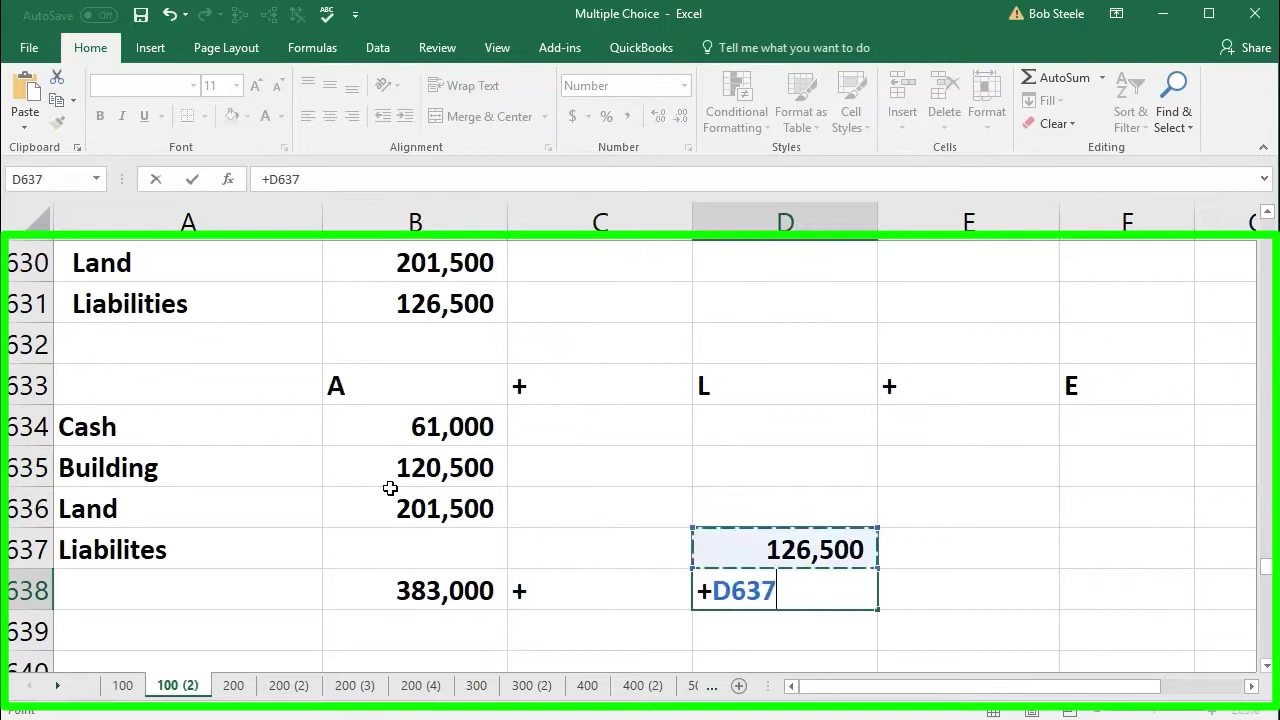 AutoSave Off Multiple Choice - Excel Bob Steele
File Home Insert Page Layout Formulas Data Review View Add-ins QuickBooks Tell me what you want to do Share
Paste
11
B I U
Wrap Text
Merge & Center
Number
$ % ,
Conditional Formatting
Format as Table
Cell Styles
Insert
Delete
Format
AutoSum
Fill
Clear
Sort & Filter
Find & Select
Clipboard Font Alignment Number Styles Cells Editing
D637 fx +D637
A B C D E F
630 Land 201,500
631 Liabilities 126,500
632
633 A + L + E
634 Cash 61,000
635 Building 120,500
636 Land 201,500
637 Liabilites 126,500
638 383,000 + +D637
639
640
100 100 (2) 200 200 (2) 200 (3) 200 (4) 300 300 (2) 400 400 (2) ...